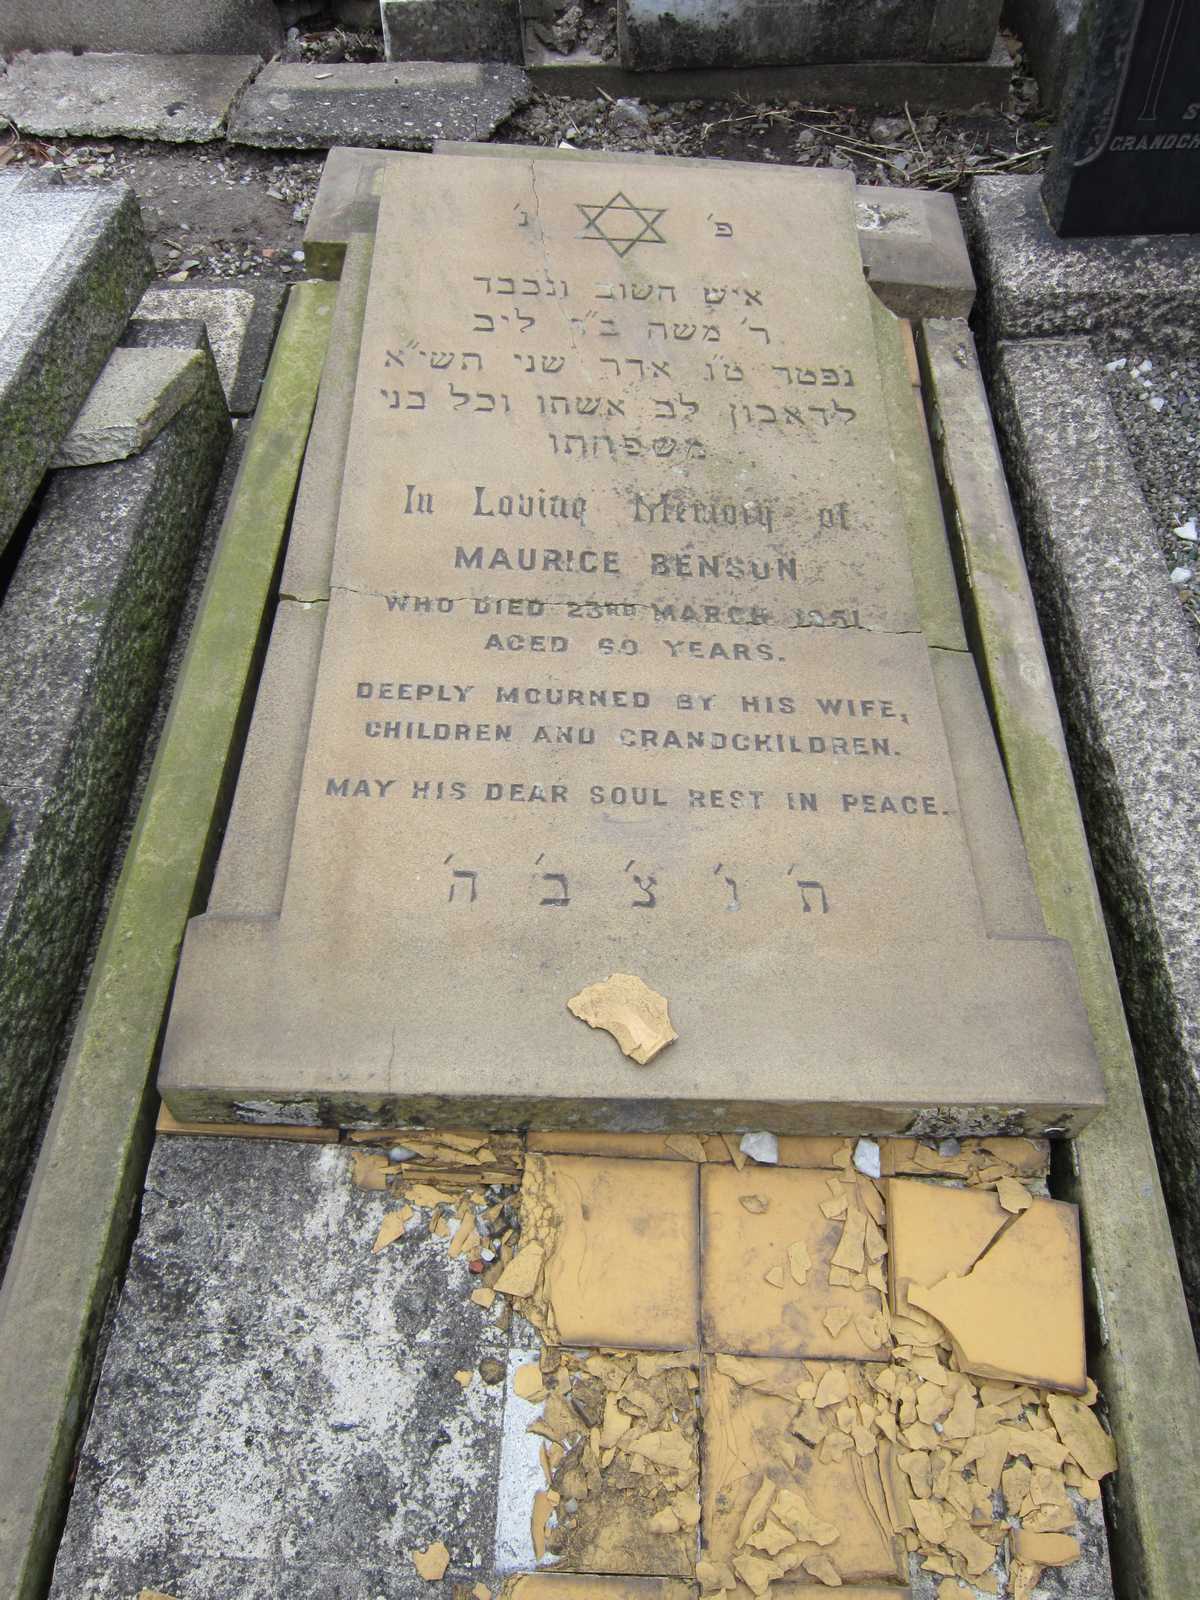 פ' נ'
איש חשוב ונכבד
ר' משה ב"ר ליב
נפטר ט"ו אדר שני תשי"א
לדאבון לב אשתו וכל בני
משפחתו
In Loving Memory of
MAURICE BENSON
WHO DIED 23RD MARCH 1951
AGED 60 YEARS.
DEEPLY MOURNED BY HIS WIFE,
CHILDREN AND GRANDCHILDREN.
MAY HIS DEAR SOUL REST IN PEACE.
ת' נ' צ' ב' ה'